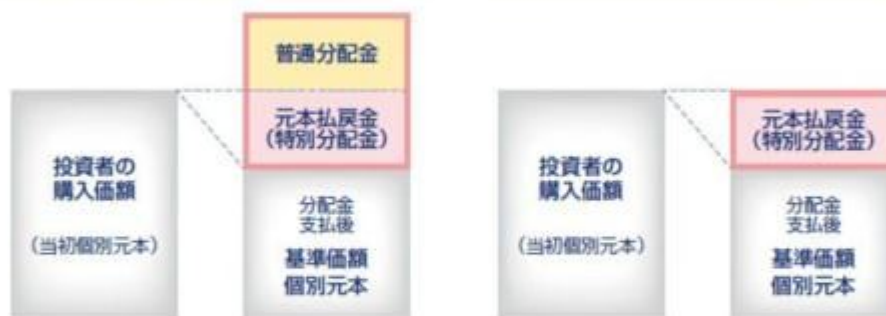 普通分配金
元本払戻金
(特別分配金)
投資者の
購入価額
(当初個別元本)
分配金
支払後
基準価額
個別元本
元本払戻金
(特別分配金)
投資者の
購入価額
(当初個別元本)
分配金
支払後
基準価額
個別元本